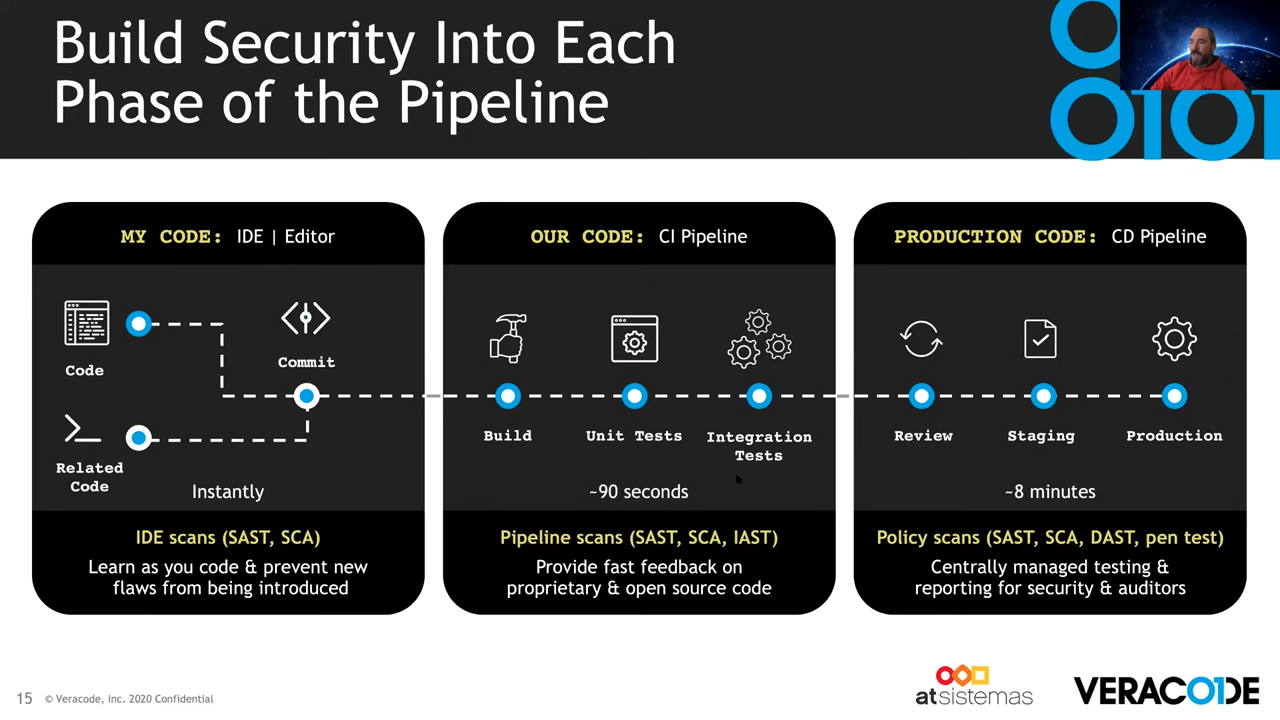 Build Security Into Each
Phase of the Pipeline
MY CODE: IDE | Editor
Code
Commit
Related
Code
Instantly
IDE scans (SAST, SCA)
Learn as you code & prevent new
flaws from being introduced
OUR CODE: CI Pipeline
Build
Unit Tests
Integration
Tests
~90 seconds
Pipeline scans (SAST, SCA, IAST)
Provide fast feedback on
proprietary & open source code
PRODUCTION CODE: CD Pipeline
Review
Staging
Production
~8 minutes
Policy scans (SAST, SCA, DAST, pen test)
Centrally managed testing &
reporting for security & auditors
15 © Veracode, Inc. 2020 Confidential
atsistemas
VERACODE